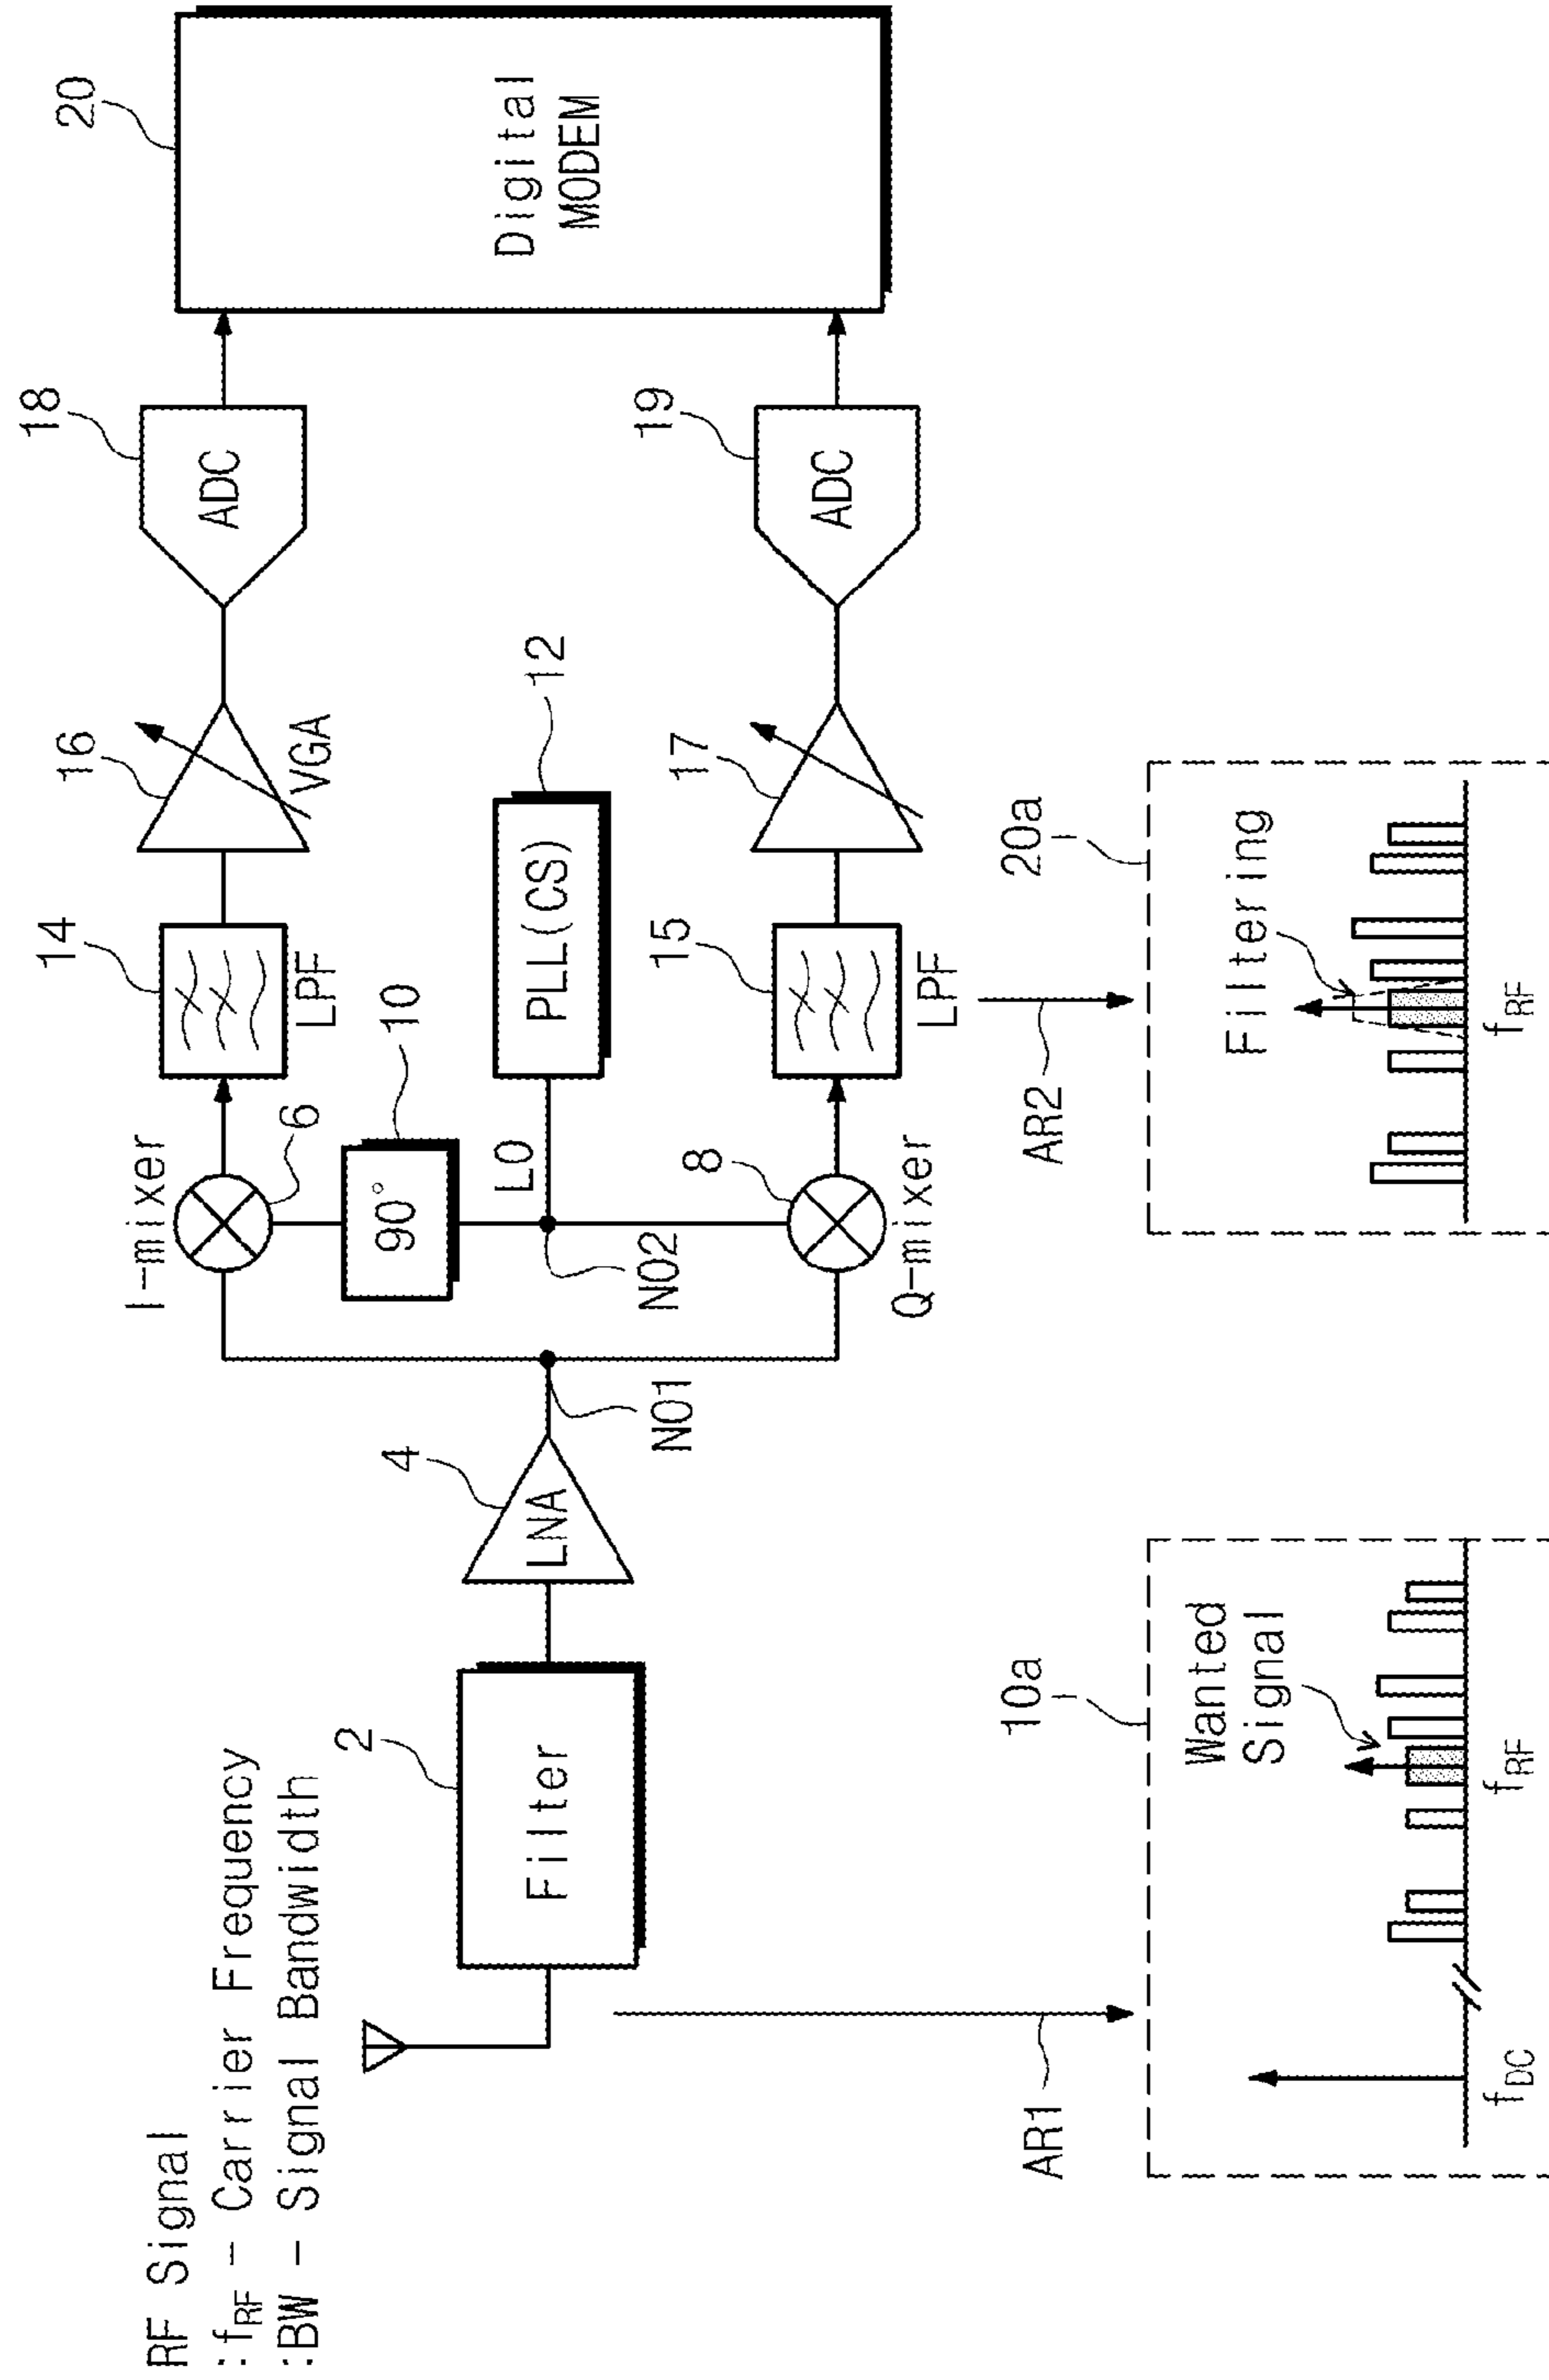 RF Signal
:fRF - Carrier Frequency
:BW - Signal Bandwidth
2
Filter
4
LNA
NO1
I-mixer
6
10
90°
LO
NO2
8
Q-mixer
12
PLL(CS)
14
LPF
15
LPF
16
VGA
17
18
ADC
19
ADC
20
Digital
MODEM
AR1
10a
Wanted
Signal
fDC
fRF
AR2
20a
Filtering
fRF